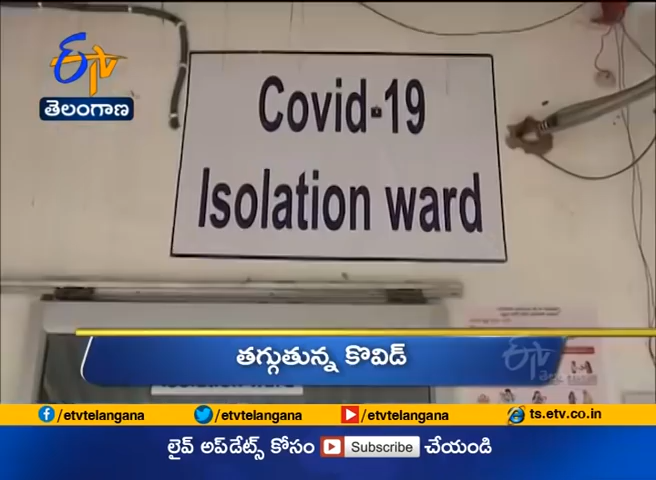 ETV
తెలంగాణ
Covid-19
Isolation ward
తగ్గుతున్న కొవిడ్
/etvtelangana /etvtelangana /etvtelangana ts.etv.co.in
లైవ్ అప్‌డేట్స్ కోసం Subscribe చేయండి